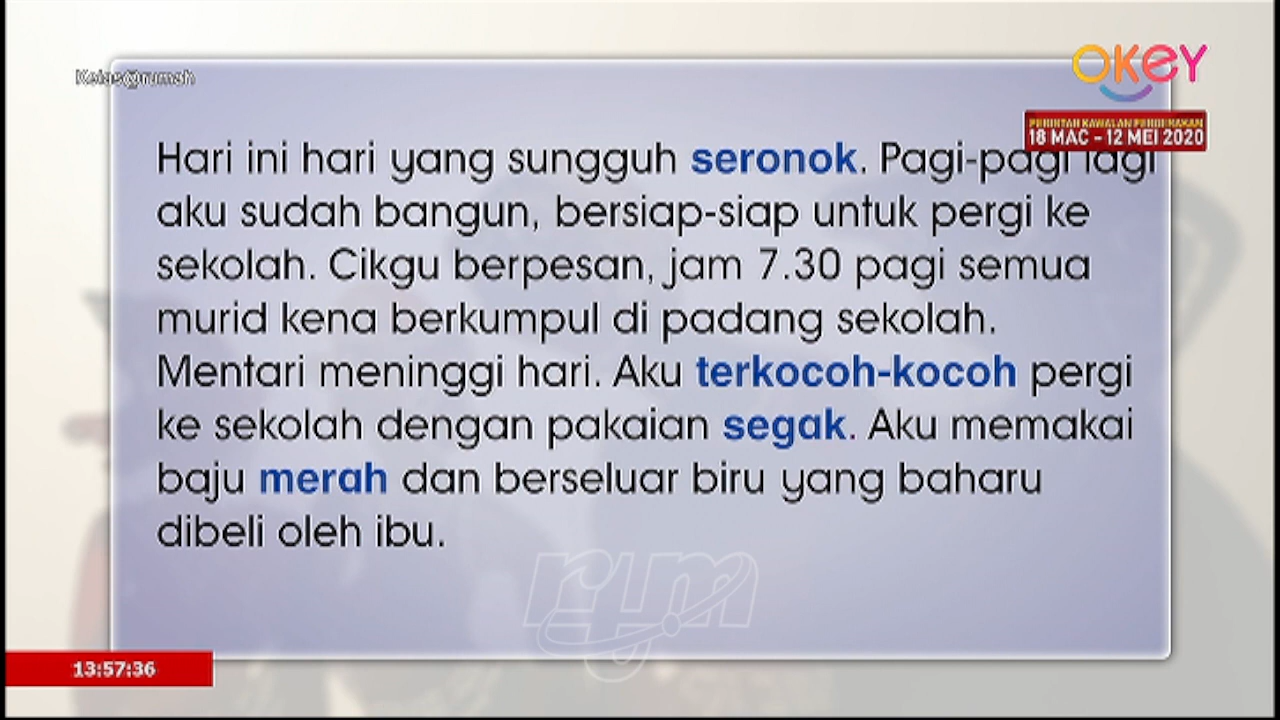 Kelas@rumah
OKEY
PERINTAH KAWALAN PERGERAKAN
18 MAC - 12 MEI 2020
Hari ini hari yang sungguh seronok. Pagi-pagi lagi
aku sudah bangun, bersiap-siap untuk pergi ke
sekolah. Cikgu berpesan, jam 7.30 pagi semua
murid kena berkumpul di padang sekolah.
Mentari meninggi hari. Aku terkocoh-kocoh pergi
ke sekolah dengan pakaian segak. Aku memakai
baju merah dan berseluar biru yang baharu
dibeli oleh ibu.
rtm
13:57:36